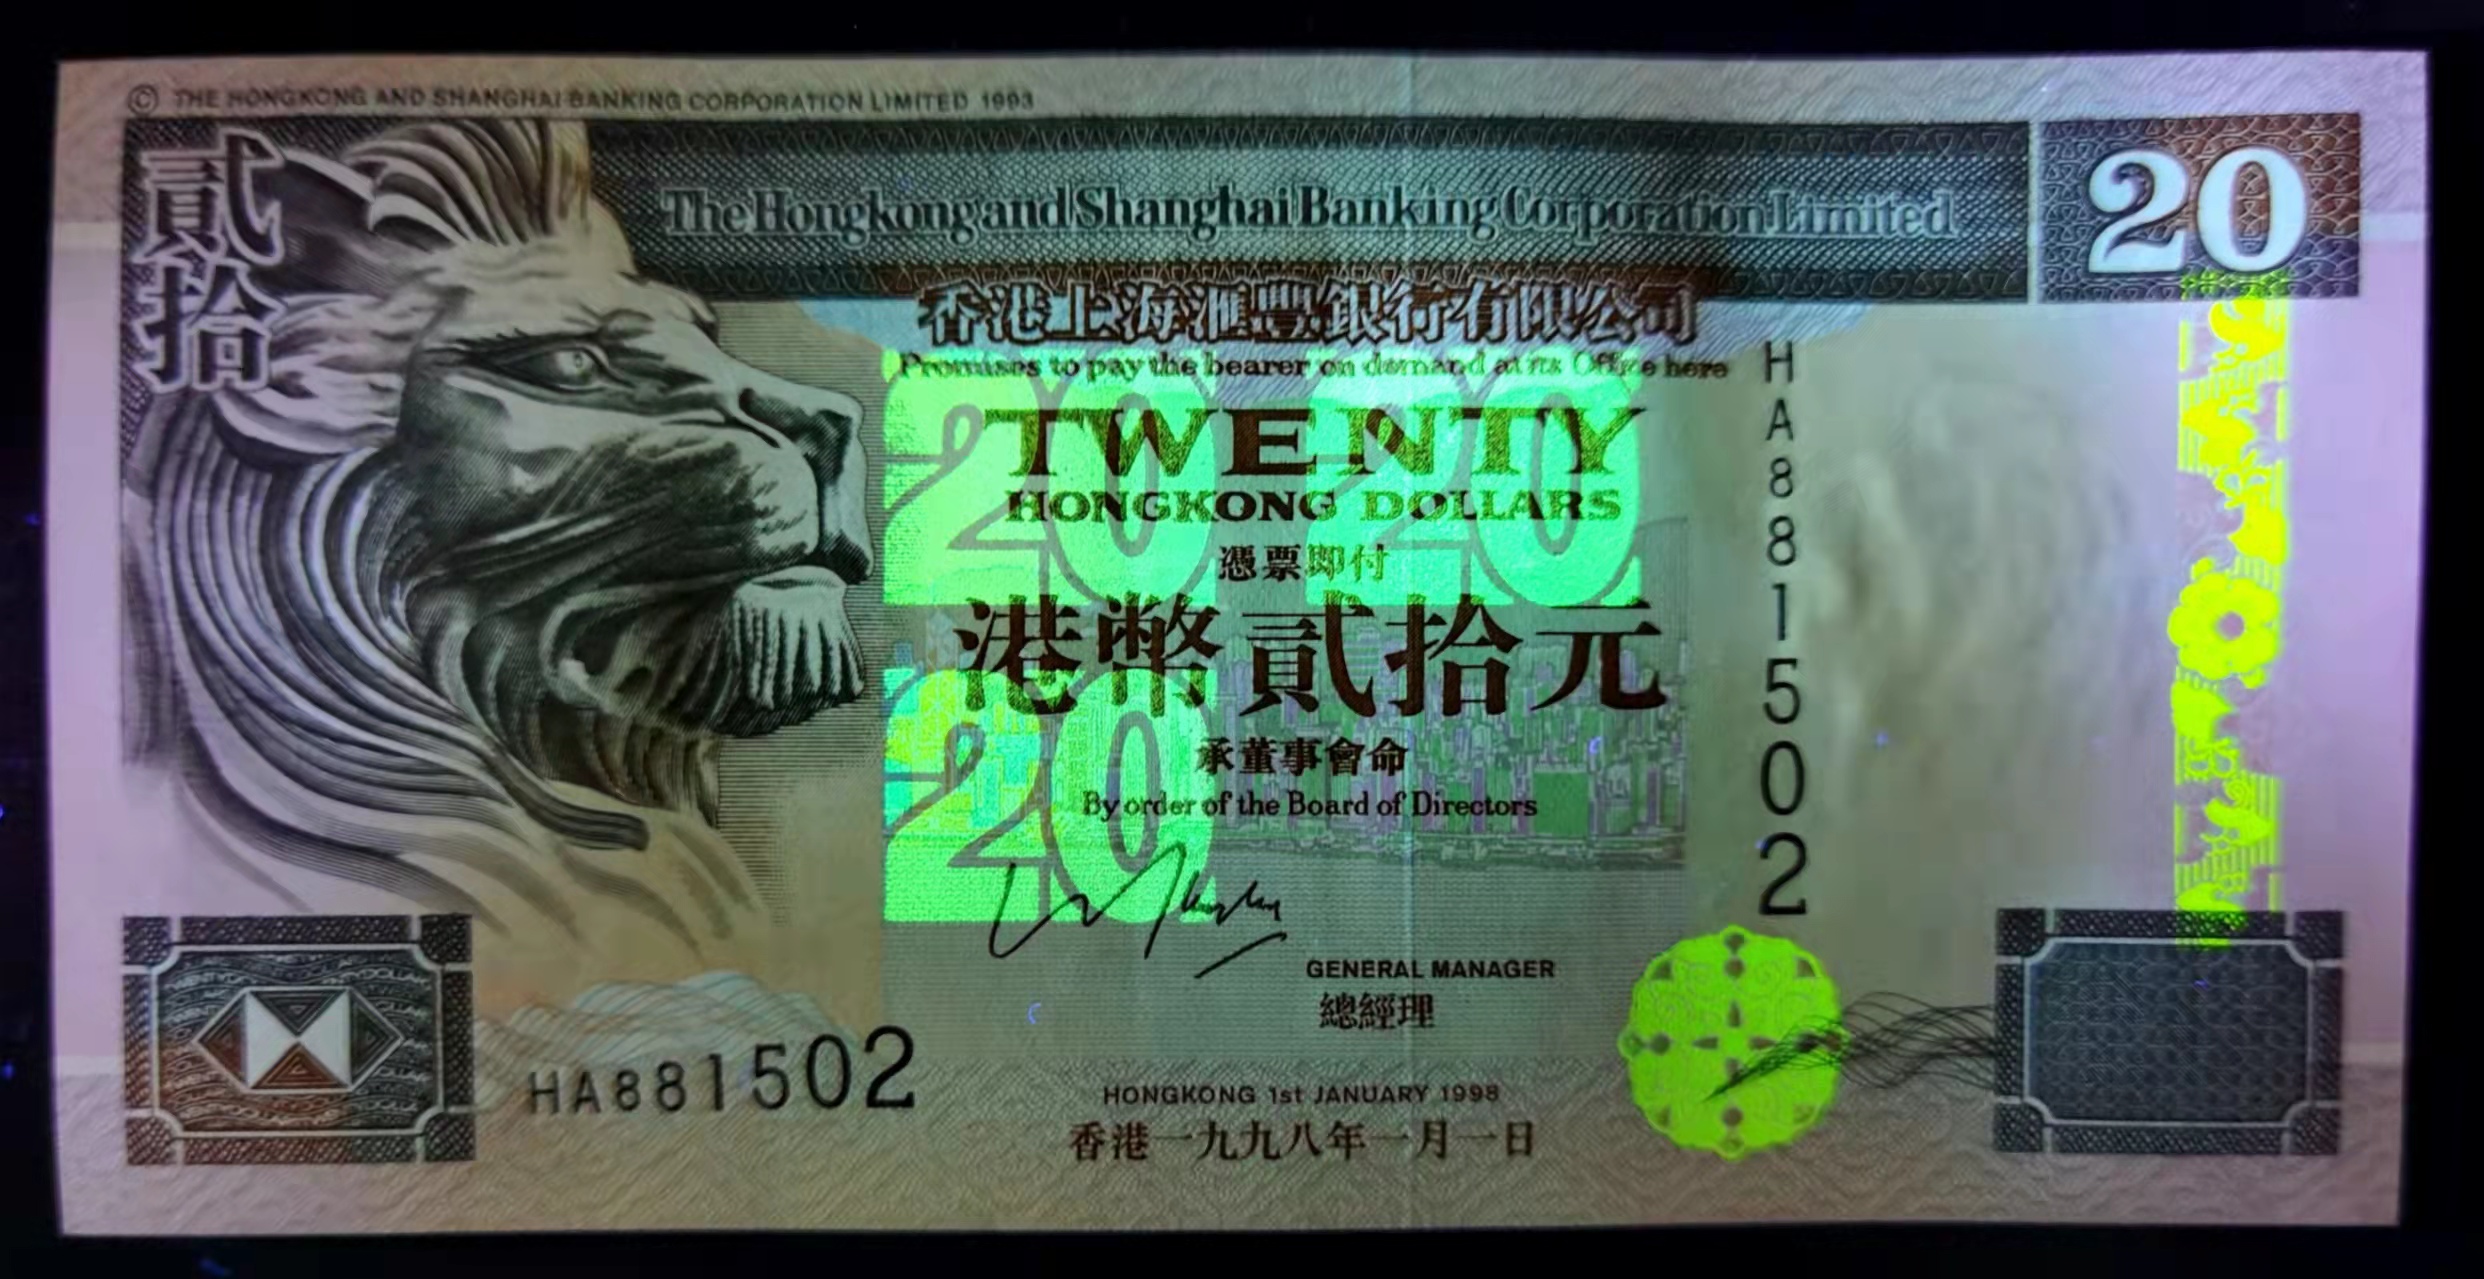 © THE HONGKONG AND SHANGHAI BANKING CORPORATION LIMITED 1993
貳拾
The Hongkong and Shanghai Banking Corporation Limited
20
香港上海滙豐銀行有限公司
Promises to pay the bearer on demand at its Office here
20 20
TWENTY
HONGKONG DOLLARS
憑票即付
港幣貳拾元
20
承董事會命
By order of the Board of Directors
HA881502
GENERAL MANAGER
總經理
HA881502
HONGKONG 1st JANUARY 1998
香港一九九八年一月一日